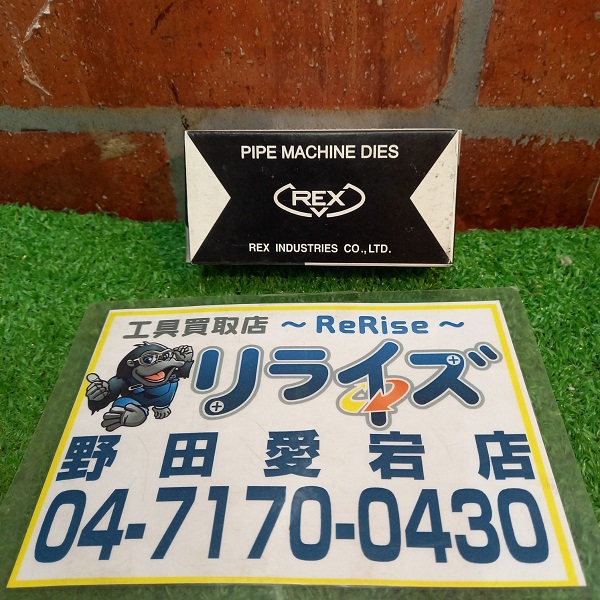 PIPE MACHINE DIES
REX
REX INDUSTRIES CO.,LTD.
工具買取店 ～ ReRise ～
リライズ
野田愛宕店
04-7170-0430